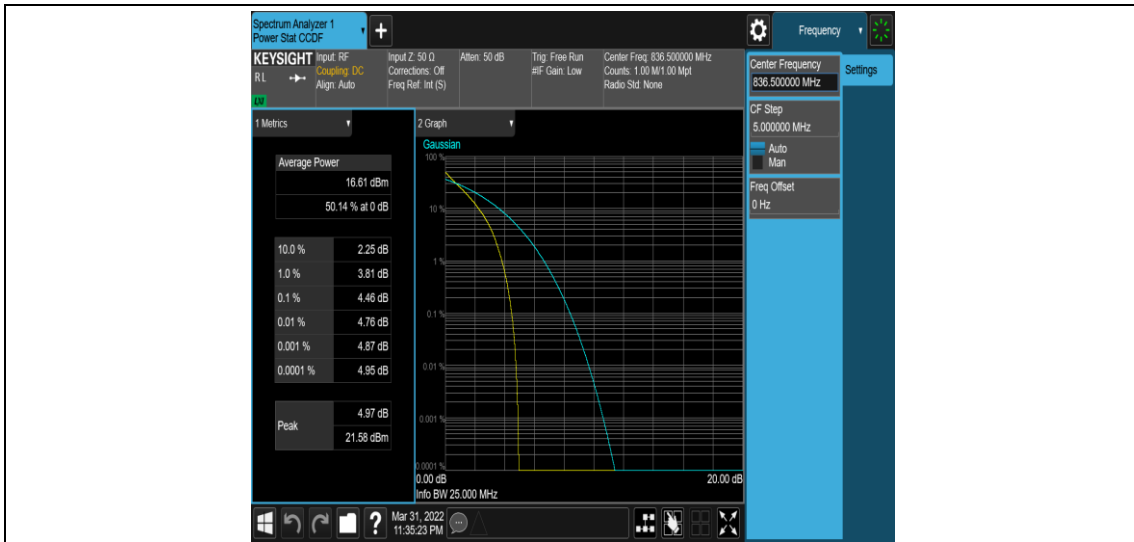 Spectrum Analyzer 1
Power Stat CCDF
+
Frequency
KEYSIGHT
RL
LXI
Input: RF
Coupling: DC
Align: Auto
Input Z: 50 Ω
Corrections: Off
Freq Ref: Int (S)
Atten: 50 dB
Trig: Free Run
#IF Gain: Low
Center Freq: 836.500000 MHz
Counts: 1.00 M/1.00 Mpt
Radio Std: None
Center Frequency
836.500000 MHz
Settings
CF Step
5.000000 MHz
Auto
Man
Freq Offset
0 Hz
1 Metrics
Average Power
16.61 dBm
50.14 % at 0 dB
10.0 % 2.25 dB
1.0 % 3.81 dB
0.1 % 4.46 dB
0.01 % 4.76 dB
0.001 % 4.87 dB
0.0001 % 4.95 dB
Peak
4.97 dB
21.58 dBm
2 Graph
Gaussian
100 %
10 %
1 %
0.1 %
0.01 %
0.001 %
0.0001 %
0.00 dB 20.00 dB
Info BW 25.000 MHz
?
Mar 31, 2022
11:35:23 PM